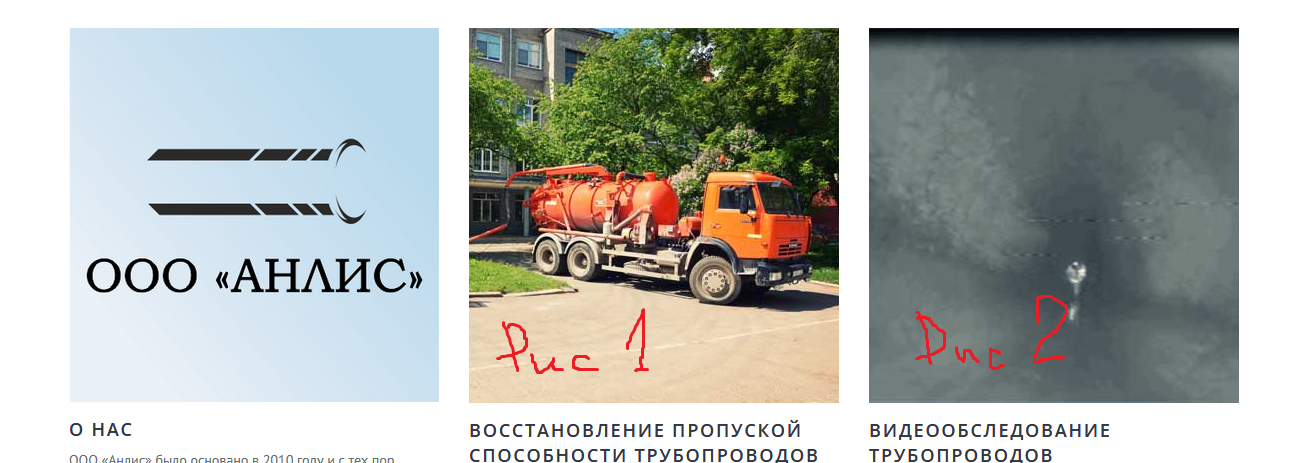 ООО «АНЛИС»
Рис 1
Рис 2
О НАС
ООО «Анлис» было основано в 2010 году и с тех пор
ВОССТАНОВЛЕНИЕ ПРОПУСКОЙ
СПОСОБНОСТИ ТРУБОПРОВОДОВ
ВИДЕООБСЛЕДОВАНИЕ
ТРУБОПРОВОДОВ